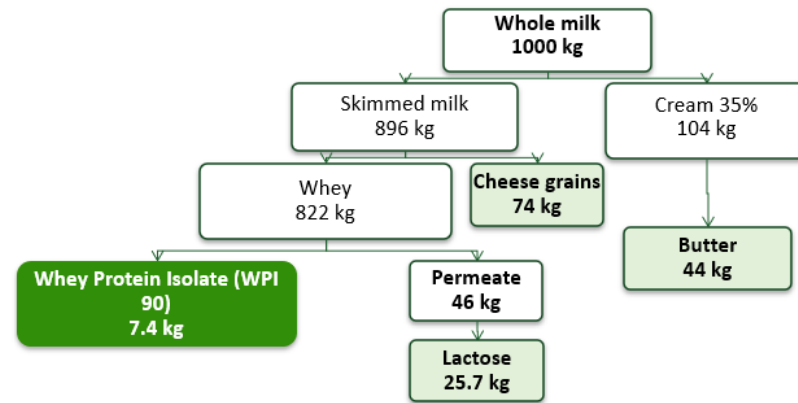 Whole milk
1000 kg
Skimmed milk
896 kg
Cream 35%
104 kg
Whey
822 kg
Cheese grains
74 kg
Butter
44 kg
Whey Protein Isolate (WPI
90)
7.4 kg
Permeate
46 kg
Lactose
25.7 kg